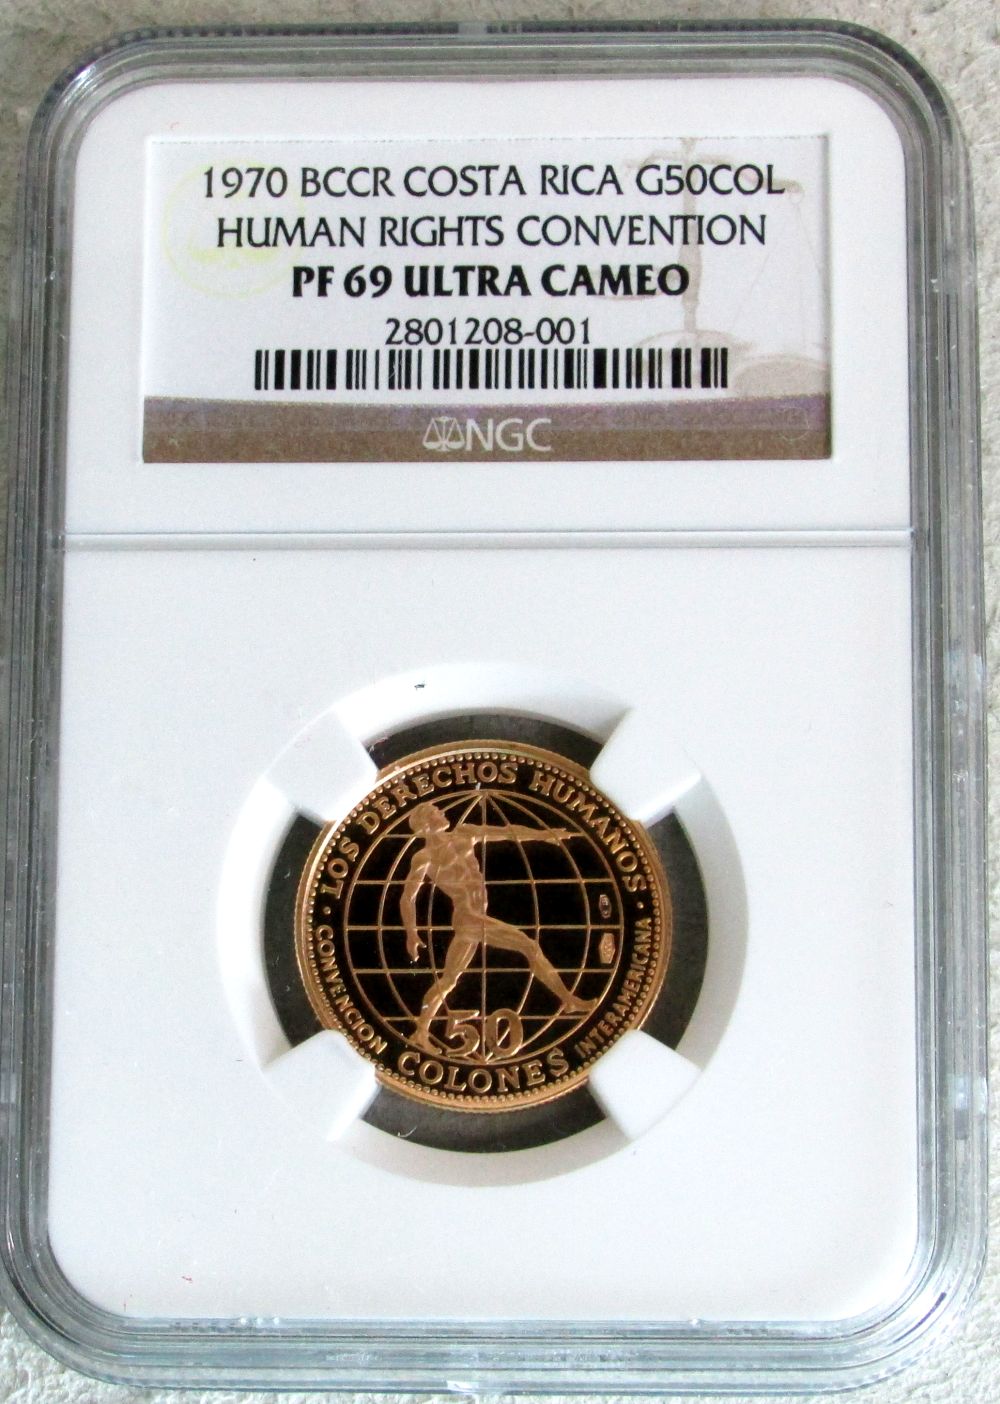 1970 BCCR COSTA RICA G50COL
HUMAN RIGHTS CONVENTION
PF 69 ULTRA CAMEO
2801208-001
NGC
· LOS DERECHOS HUMANOS ·
CONVENCION INTERAMERICANA
50
COLONES